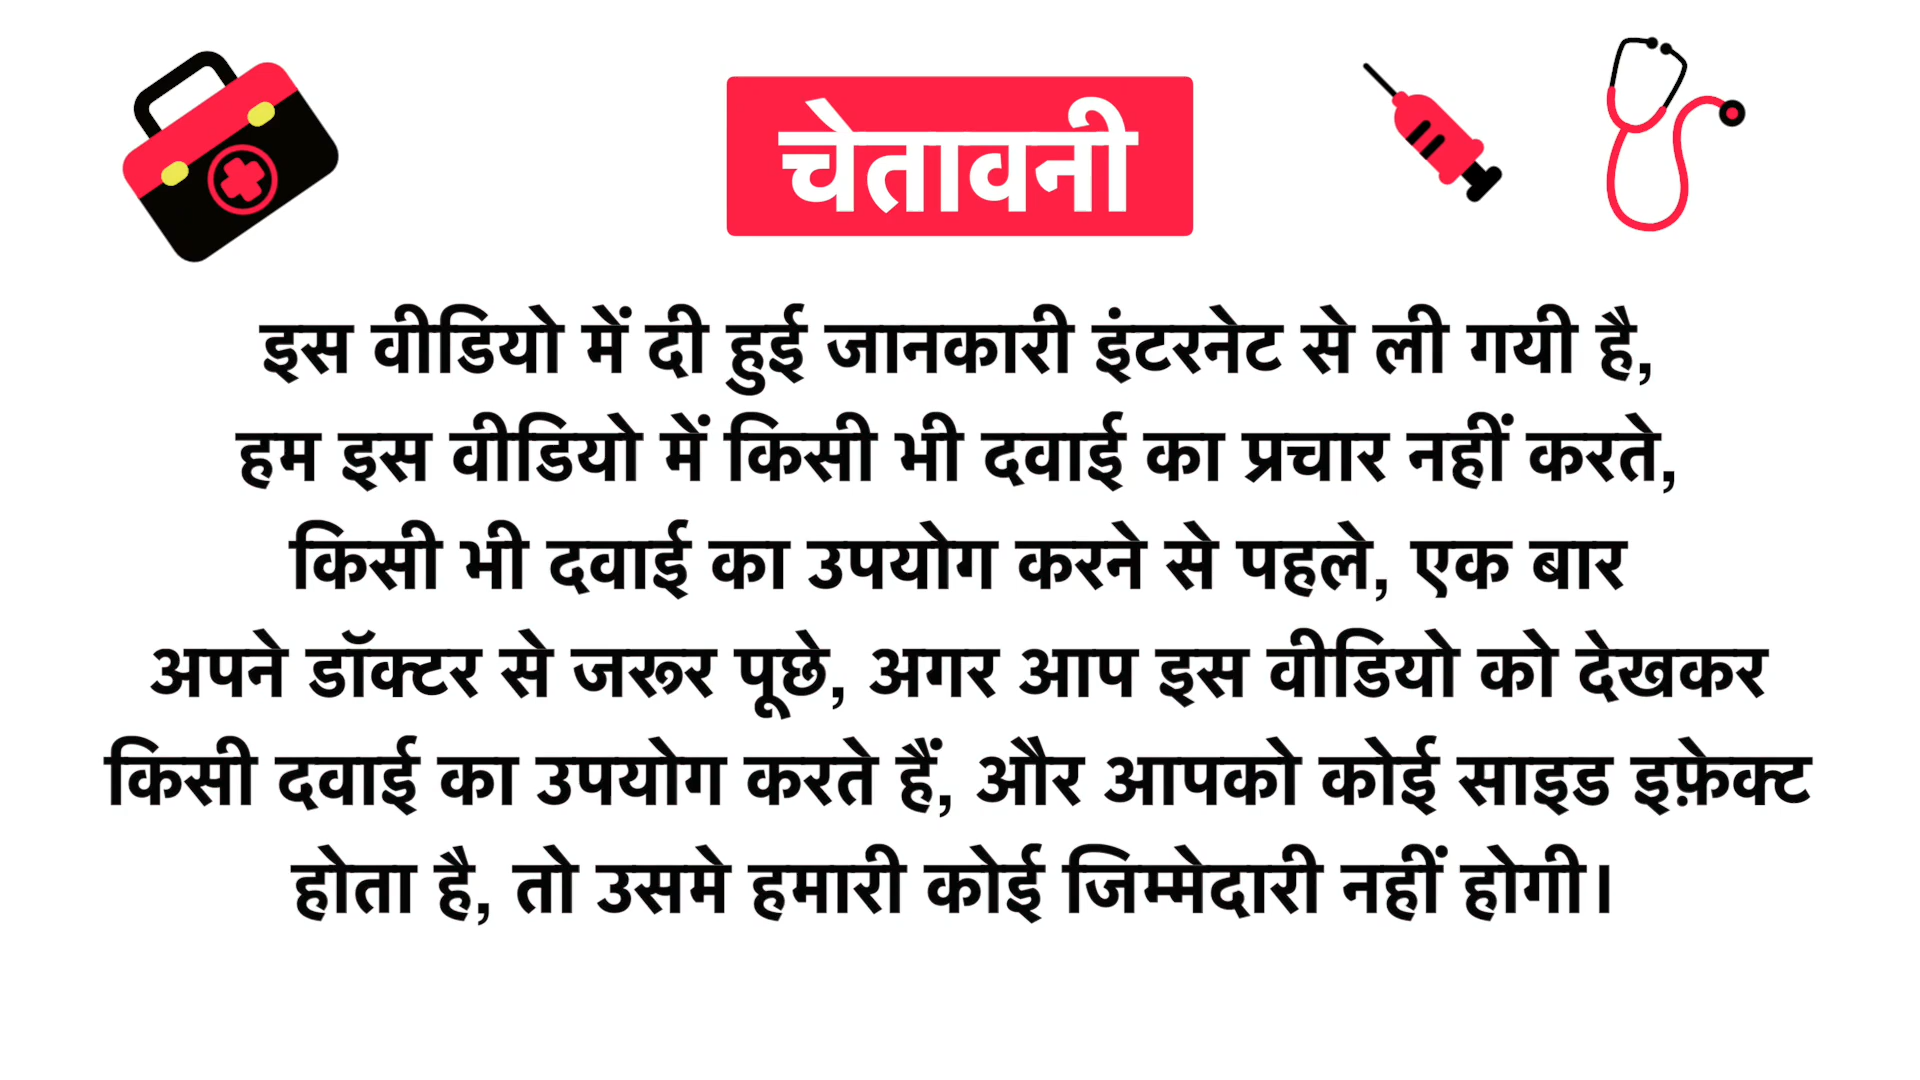 चेतावनी
इस वीडियो में दी हुई जानकारी इंटरनेट से ली गयी है,
हम इस वीडियो में किसी भी दवाई का प्रचार नहीं करते,
किसी भी दवाई का उपयोग करने से पहले, एक बार
अपने डॉक्टर से जरूर पूछे, अगर आप इस वीडियो को देखकर
किसी दवाई का उपयोग करते हैं, और आपको कोई साइड इफ़ेक्ट
होता है, तो उसमे हमारी कोई जिम्मेदारी नहीं होगी।